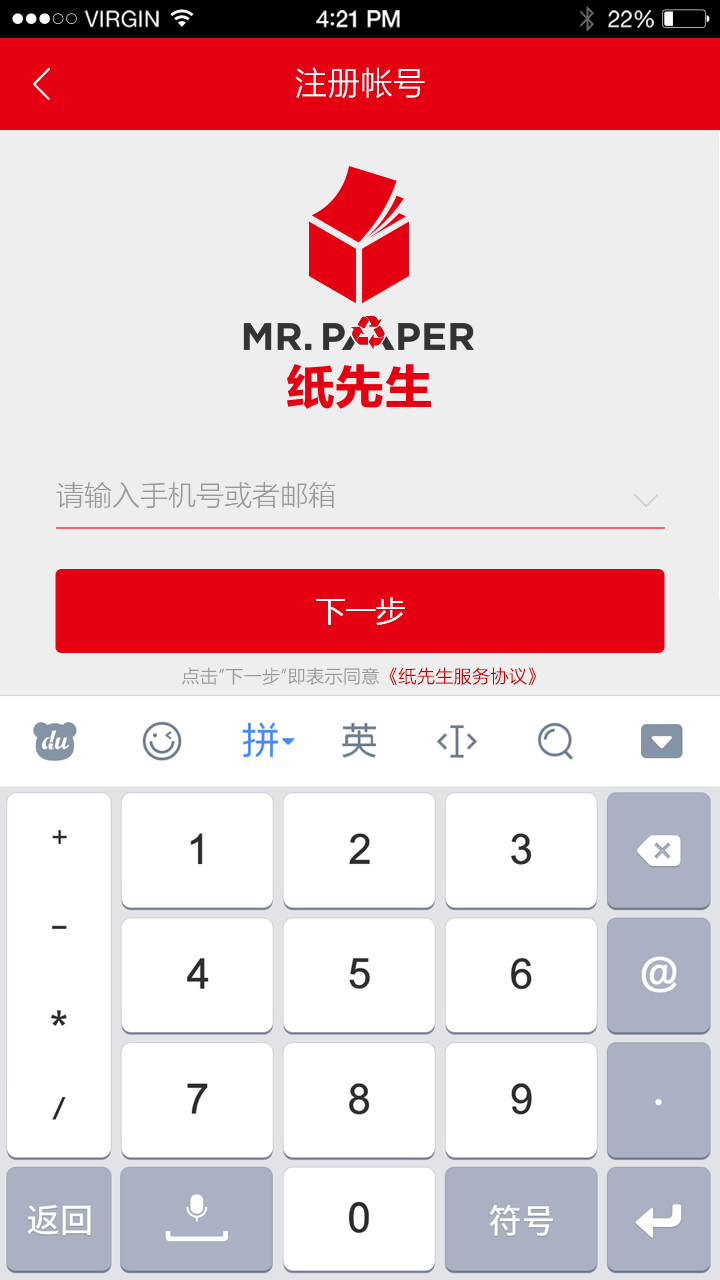 VIRGIN 4:21 PM 22%
注册帐号
MR. PAPER
纸先生
请输入手机号或者邮箱
下一步
点击"下一步"即表示同意《纸先生服务协议》
du 拼 英
+ 1 2 3
- 4 5 6 @
* 7 8 9 .
/
返回 0 符号